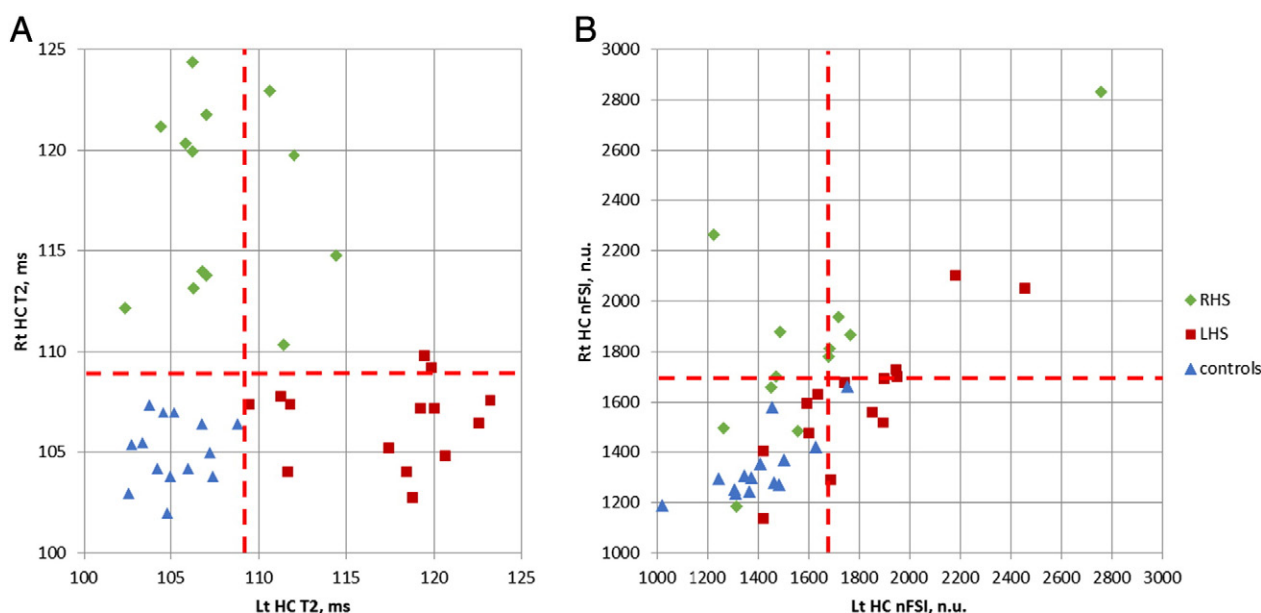 A
Rt HC T2, ms
125
120
115
110
105
100
100 105 110 115 120 125
Lt HC T2, ms
B
Rt HC nFSI, n.u.
3000
2800
2600
2400
2200
2000
1800
1600
1400
1200
1000
1000 1200 1400 1600 1800 2000 2200 2400 2600 2800 3000
Lt HC nFSI, n.u.
RHS
LHS
controls